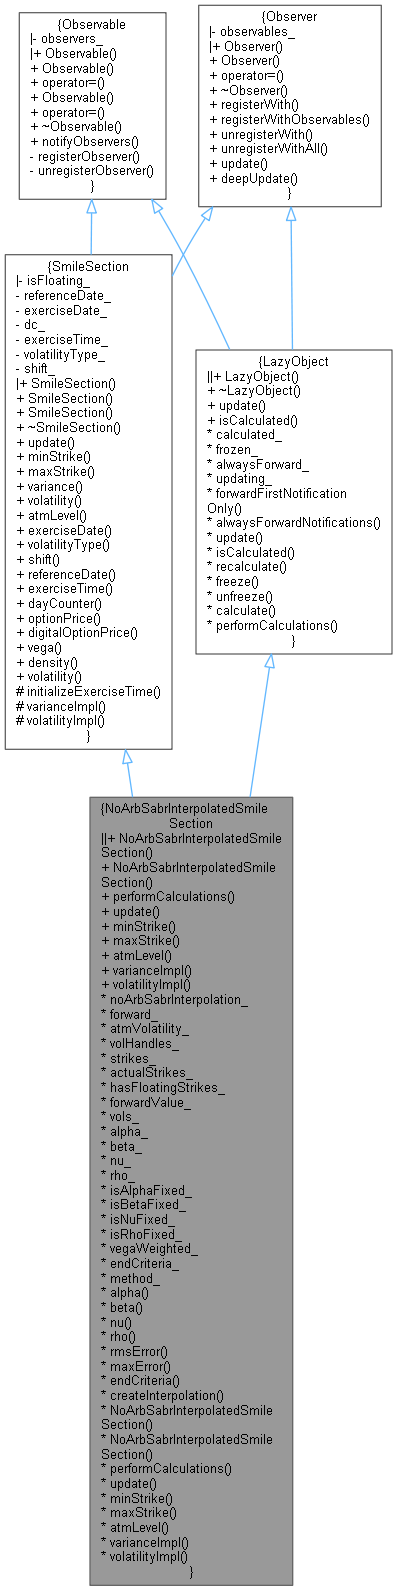 {Observable
|- observers_
|+ Observable()
+ Observable()
+ operator=()
+ Observable()
+ operator=()
+ ~Observable()
+ notifyObservers()
- registerObserver()
- unregisterObserver()
}
{Observer
|- observables_
|+ Observer()
+ Observer()
+ operator=()
+ ~Observer()
+ registerWith()
+ registerWithObservables()
+ unregisterWith()
+ unregisterWithAll()
+ update()
+ deepUpdate()
}
{SmileSection
|- isFloating_
- referenceDate_
- exerciseDate_
- dc_
- exerciseTime_
- volatilityType_
- shift_
|+ SmileSection()
+ SmileSection()
+ SmileSection()
+ ~SmileSection()
+ update()
+ minStrike()
+ maxStrike()
+ variance()
+ volatility()
+ atmLevel()
+ exerciseDate()
+ volatilityType()
+ shift()
+ referenceDate()
+ exerciseTime()
+ dayCounter()
+ optionPrice()
+ digitalOptionPrice()
+ vega()
+ density()
+ volatility()
# initializeExerciseTime()
# varianceImpl()
# volatilityImpl()
}
{LazyObject
||+ LazyObject()
+ ~LazyObject()
+ update()
+ isCalculated()
* calculated_
* frozen_
* alwaysForward_
* updating_
* forwardFirstNotification
Only()
* alwaysForwardNotifications()
* update()
* isCalculated()
* recalculate()
* freeze()
* unfreeze()
* calculate()
* performCalculations()
}
{NoArbSabrInterpolatedSmile
Section
||+ NoArbSabrInterpolatedSmile
Section()
+ NoArbSabrInterpolatedSmile
Section()
+ performCalculations()
+ update()
+ minStrike()
+ maxStrike()
+ atmLevel()
+ varianceImpl()
+ volatilityImpl()
* noArbSabrInterpolation_
* forward_
* atmVolatility_
* volHandles_
* strikes_
* actualStrikes_
* hasFloatingStrikes_
* forwardValue_
* vols_
* alpha_
* beta_
* nu_
* rho_
* isAlphaFixed_
* isBetaFixed_
* isNuFixed_
* isRhoFixed_
* vegaWeighted_
* endCriteria_
* method_
* alpha()
* beta()
* nu()
* rho()
* rmsError()
* maxError()
* endCriteria()
* createInterpolation()
* NoArbSabrInterpolatedSmile
Section()
* NoArbSabrInterpolatedSmile
Section()
* performCalculations()
* update()
* minStrike()
* maxStrike()
* atmLevel()
* varianceImpl()
* volatilityImpl()
}